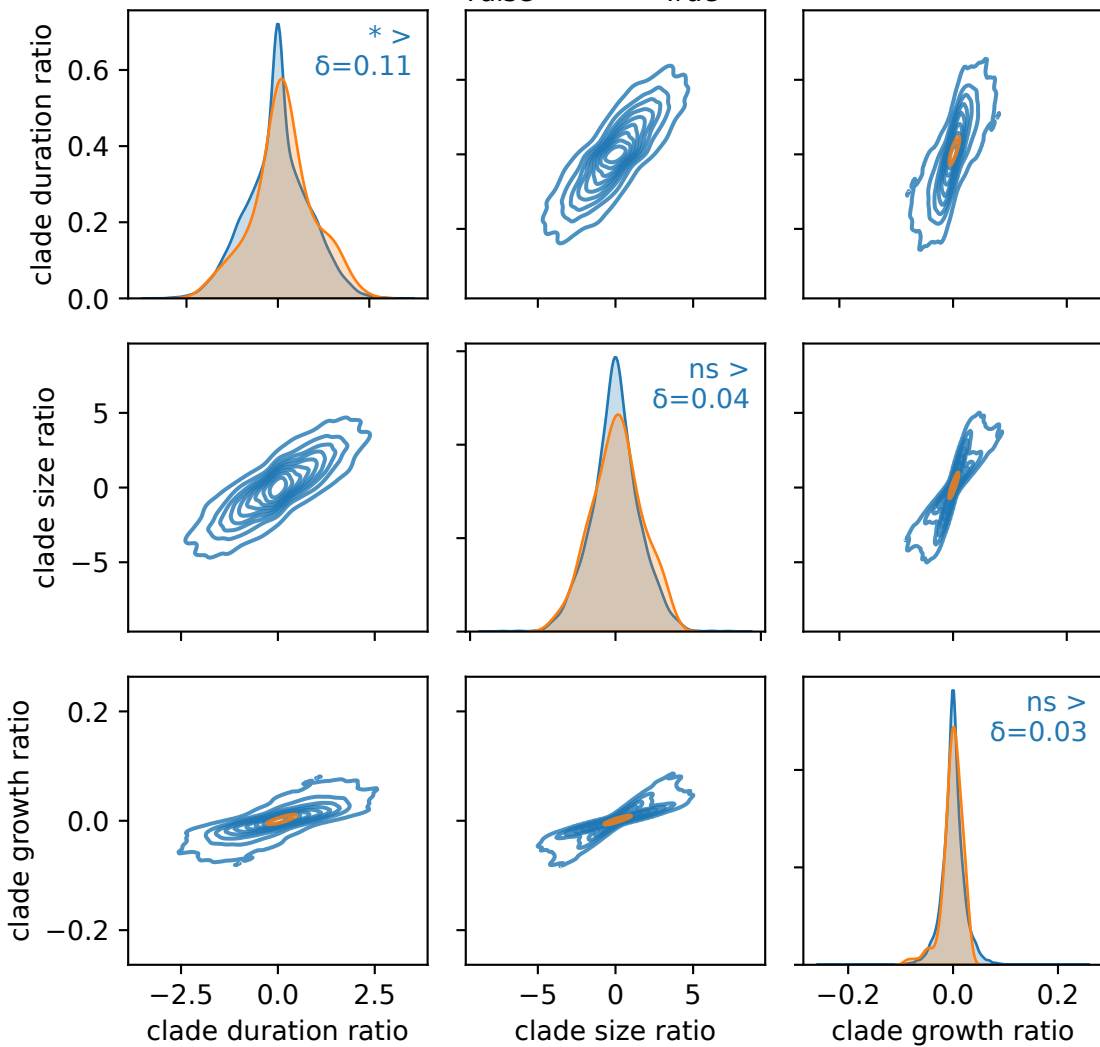 * >
δ=0.11
clade duration ratio
0.6
0.4
0.2
0.0
ns >
δ=0.04
clade size ratio
5
0
−5
ns >
δ=0.03
clade growth ratio
0.2
0.0
−0.2
−2.5 0.0 2.5
−5 0 5
−0.2 0.0 0.2
clade duration ratio
clade size ratio
clade growth ratio